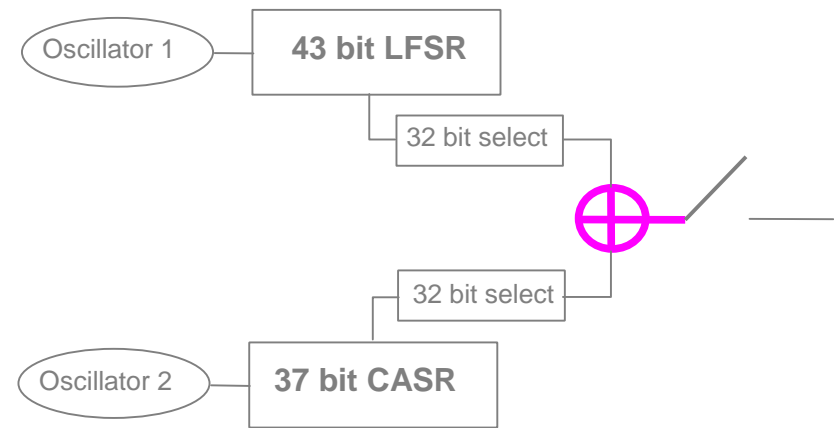 Oscillator 1
43 bit LFSR
32 bit select
32 bit select
Oscillator 2
37 bit CASR